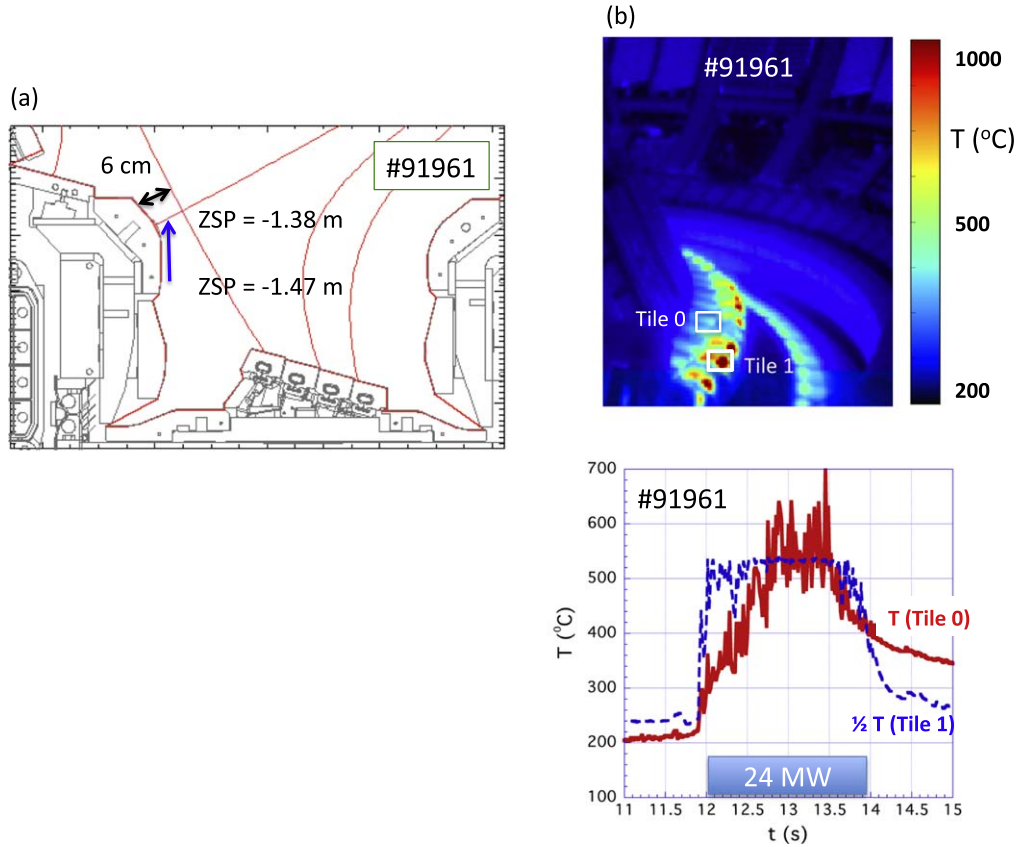 (a)
6 cm
#91961
ZSP = -1.38 m
ZSP = -1.47 m
(b)
#91961
1000
T (ºC)
500
200
Tile 0
Tile 1
700
600
500
400
300
200
100
T (⁰C)
#91961
T (Tile 0)
½ T (Tile 1)
24 MW
11 11.5 12 12.5 13 13.5 14 14.5 15
t (s)